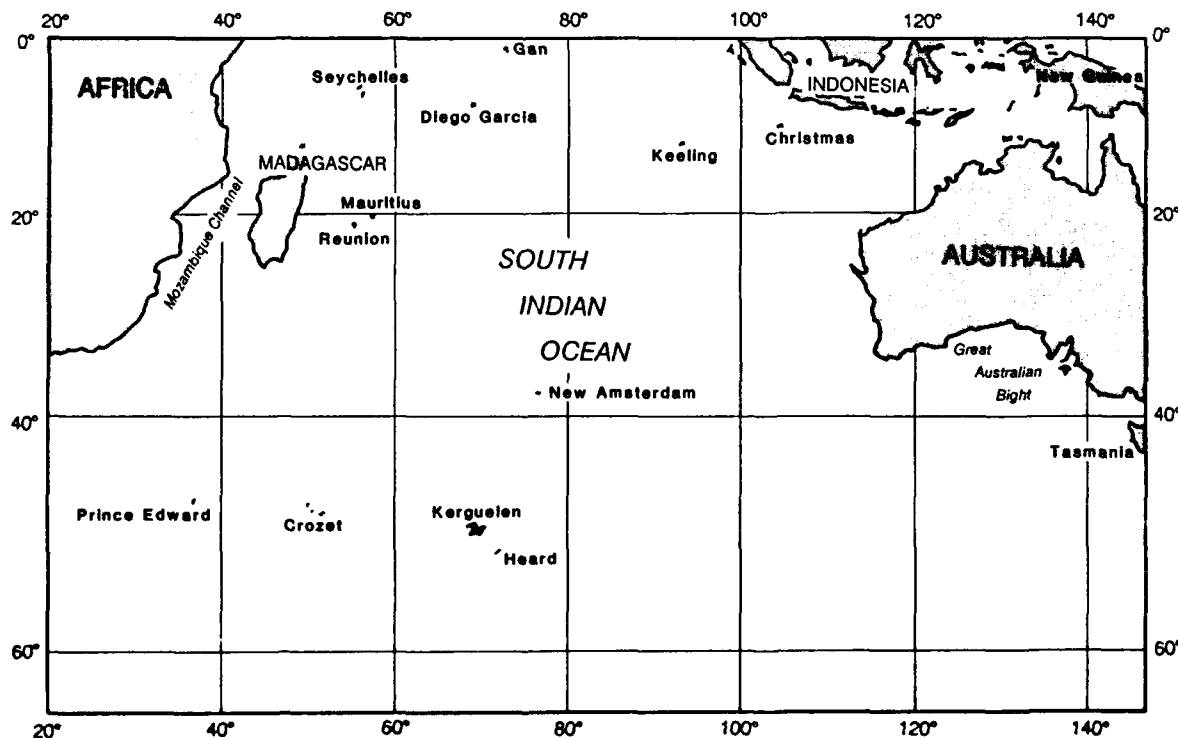 20° 40° 60° 80° 100° 120° 140°
0° 0°
Gan
AFRICA
Seychelles
INDONESIA
New Guinea
Diego Garcia
Christmas
Keeling
MADAGASCAR
Mozambique Channel
Mauritius
20° 20°
Reunion
SOUTH
INDIAN
OCEAN
AUSTRALIA
Great
Australian
Bight
New Amsterdam
40° 40°
Tasmania
Prince Edward
Crozet
Kerguelen
Heard
60° 60°
20° 40° 60° 80° 100° 120° 140°